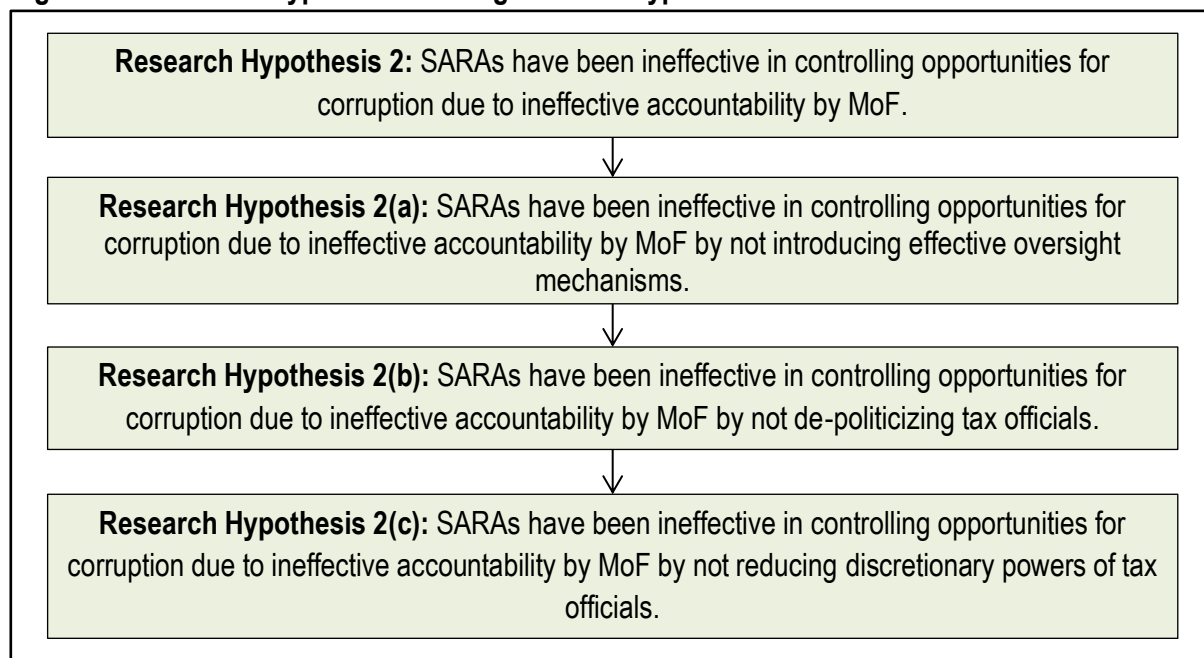 Research Hypothesis 2: SARAs have been ineffective in controlling opportunities for
corruption due to ineffective accountability by MoF.
Research Hypothesis 2(a): SARAs have been ineffective in controlling opportunities for
corruption due to ineffective accountability by MoF by not introducing effective oversight
mechanisms.
Research Hypothesis 2(b): SARAs have been ineffective in controlling opportunities for
corruption due to ineffective accountability by MoF by not de-politicizing tax officials.
Research Hypothesis 2(c): SARAs have been ineffective in controlling opportunities for
corruption due to ineffective accountability by MoF by not reducing discretionary powers of tax
officials.